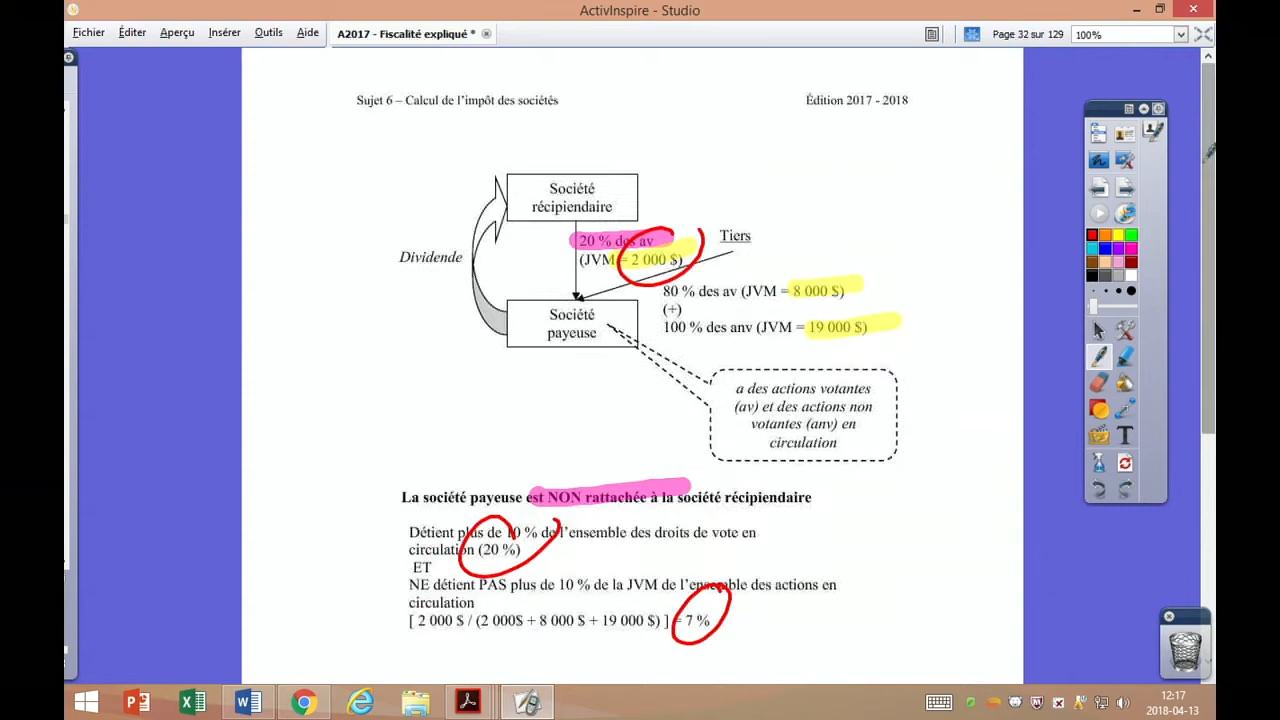 ActivInspire - Studio
Fichier Éditer Aperçu Insérer Outils Aide
A2017 - Fiscalité expliqué *
Page 32 sur 129
100%
Sujet 6 – Calcul de l’impôt des sociétés
Édition 2017 - 2018
Société
récipiendaire
Dividende
20 % des av
(JVM = 2 000 $)
Tiers
80 % des av (JVM = 8 000 $)
(+)
100 % des anv (JVM = 19 000 $)
Société
payeuse
a des actions votantes
(av) et des actions non
votantes (anv) en
circulation
La société payeuse est NON rattachée à la société récipiendaire
Détient plus de 10 % de l’ensemble des droits de vote en
circulation (20 %)
ET
NE détient PAS plus de 10 % de la JVM de l’ensemble des actions en
circulation
[ 2 000 $ / (2 000$ + 8 000 $ + 19 000 $) ] = 7 %
12:17
2018-04-13